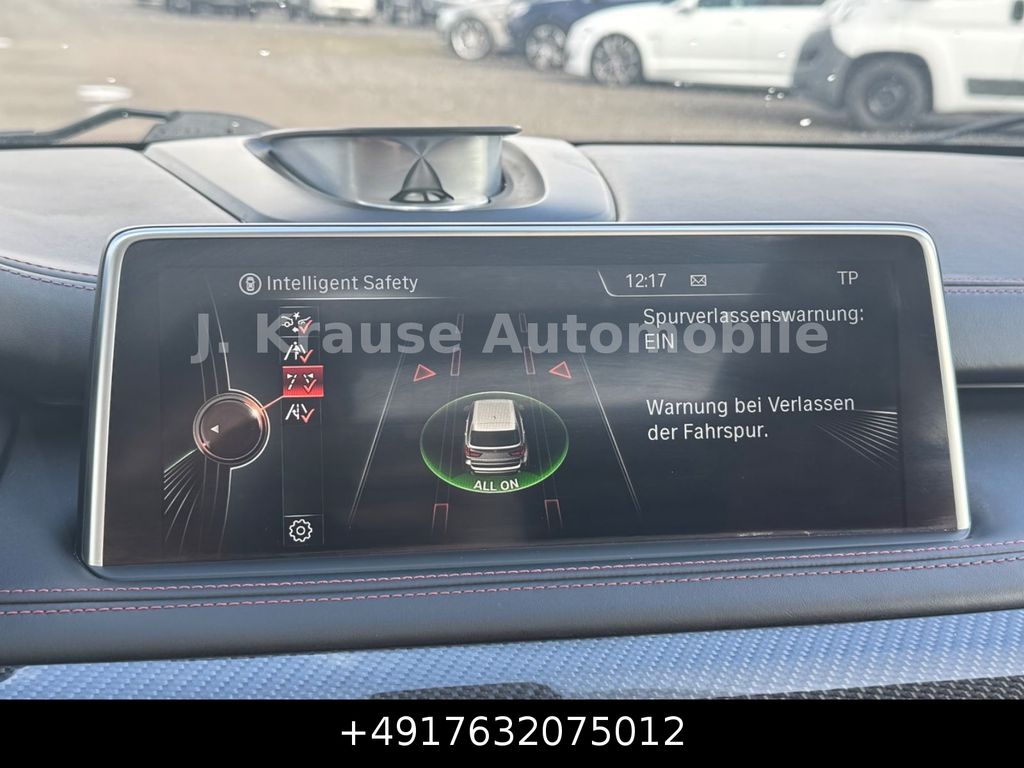 Intelligent Safety
12:17
TP
Spurverlassenswarnung:
EIN
J. Krause Automobile
Warnung bei Verlassen
der Fahrspur.
ALL ON
+4917632075012